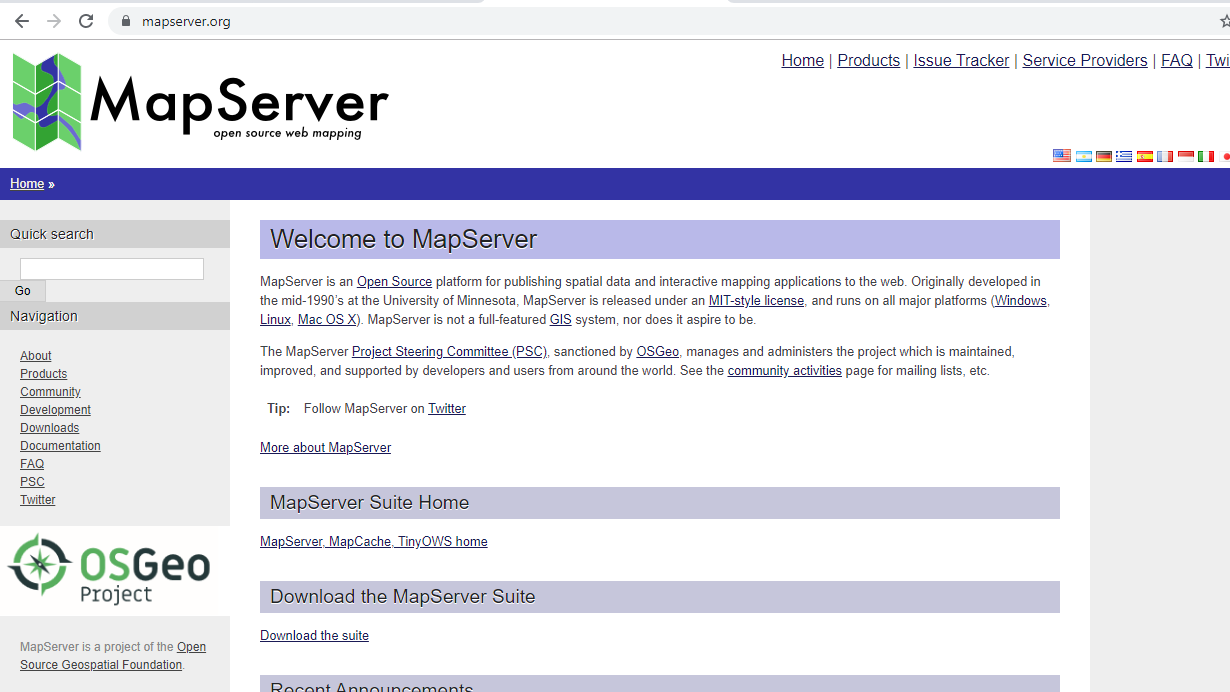 mapserver.org
MapServer
open source web mapping
Home | Products | Issue Tracker | Service Providers | FAQ | Twi
Home »
Quick search
Go
Navigation
About
Products
Community
Development
Downloads
Documentation
FAQ
PSC
Twitter
OSGeo
Project
MapServer is a project of the Open
Source Geospatial Foundation.
Welcome to MapServer
MapServer is an Open Source platform for publishing spatial data and interactive mapping applications to the web. Originally developed in
the mid-1990’s at the University of Minnesota, MapServer is released under an MIT-style license, and runs on all major platforms (Windows,
Linux, Mac OS X). MapServer is not a full-featured GIS system, nor does it aspire to be.
The MapServer Project Steering Committee (PSC), sanctioned by OSGeo, manages and administers the project which is maintained,
improved, and supported by developers and users from around the world. See the community activities page for mailing lists, etc.
Tip: Follow MapServer on Twitter
More about MapServer
MapServer Suite Home
MapServer, MapCache, TinyOWS home
Download the MapServer Suite
Download the suite
Recent Announcements